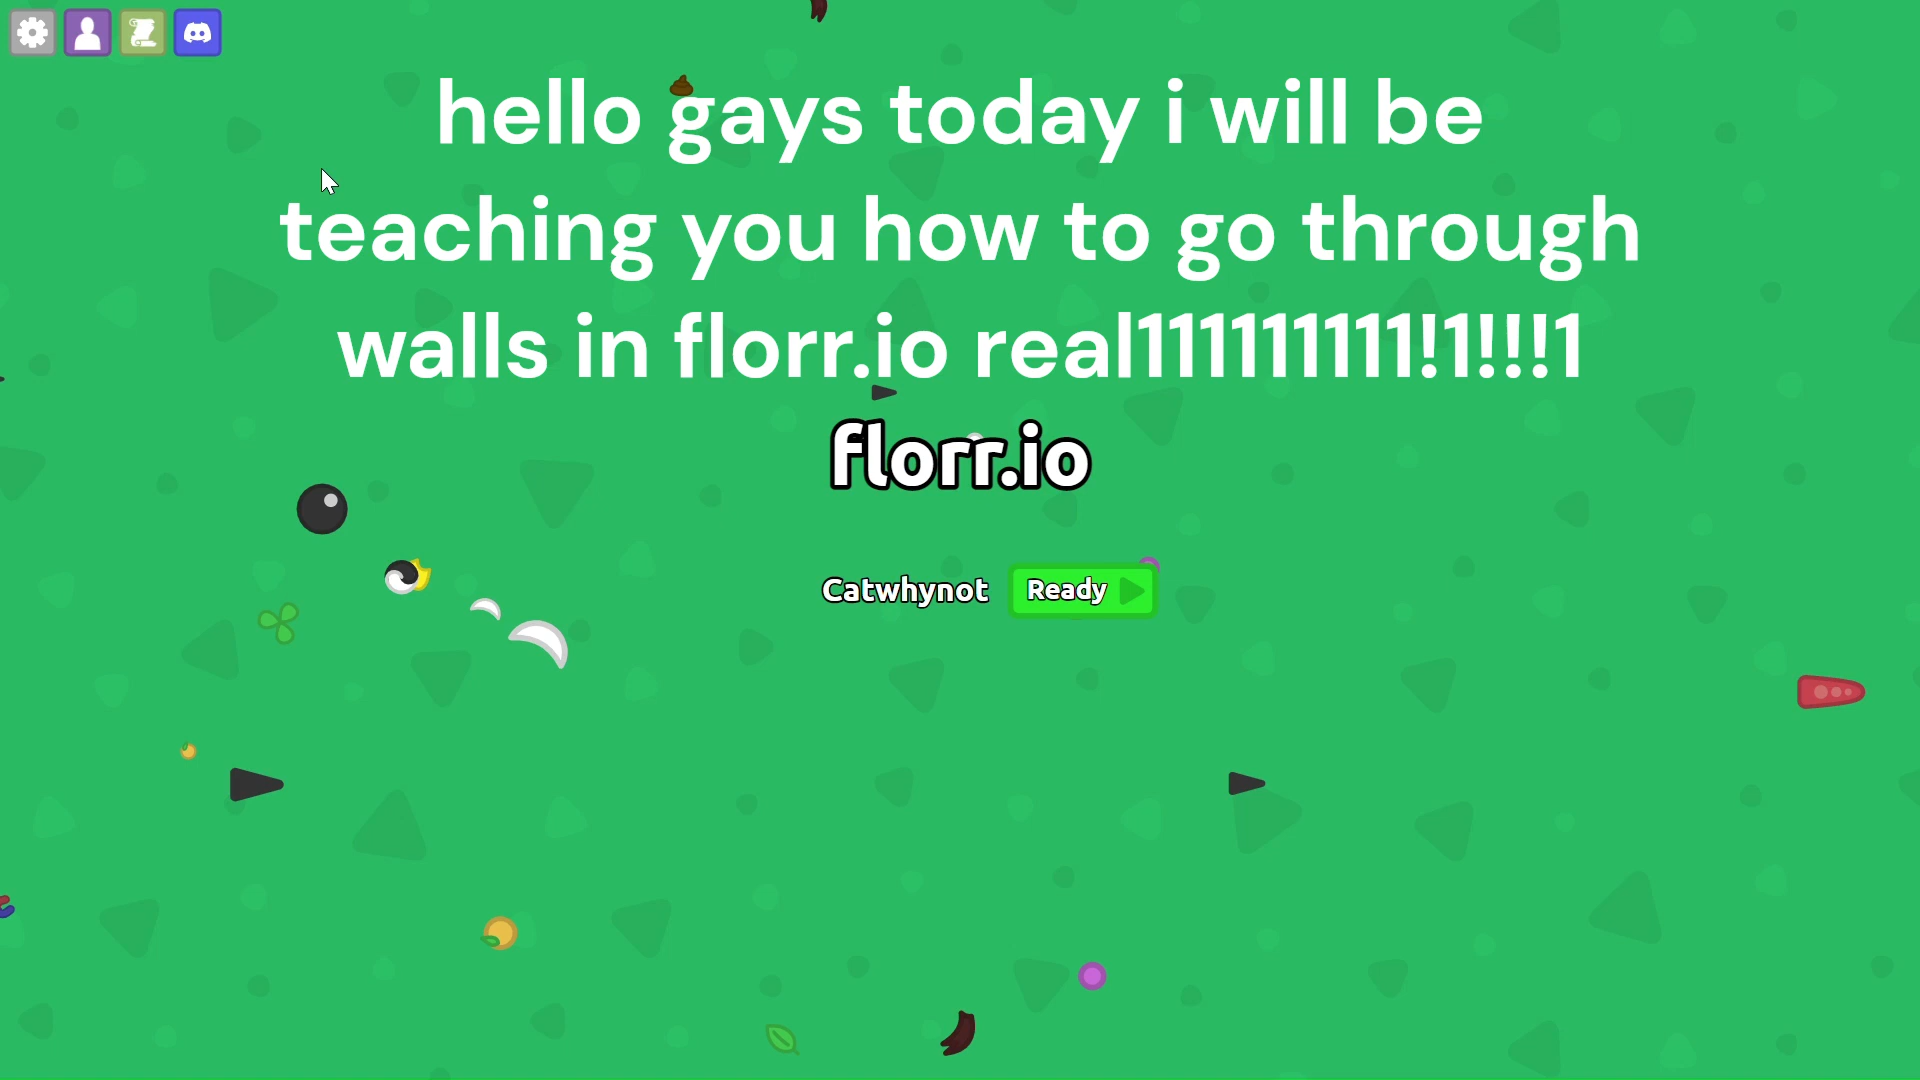 hello gays today i will be
teaching you how to go through
walls in florr.io real111111111!1!!!1
florr.io
Catwhynot Ready